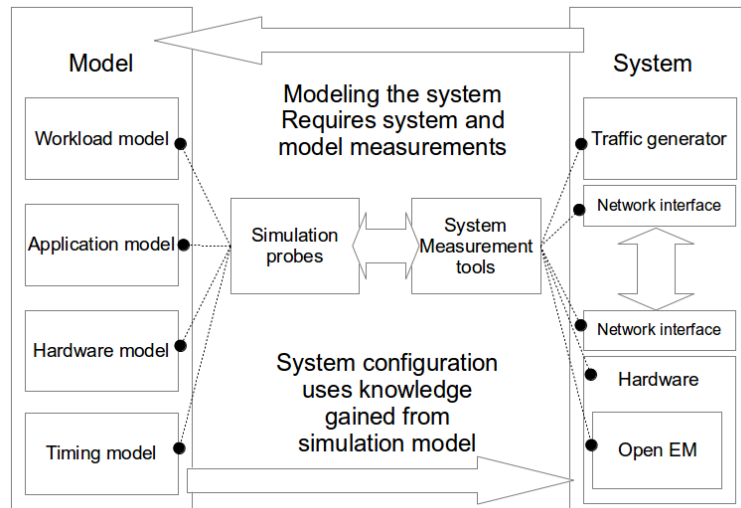 Model
System
Modeling the system
Requires system and
model measurements
Workload model
Traffic generator
Network interface
Application model
Simulation
probes
System
Measurement
tools
Hardware model
Network interface
System configuration
uses knowledge
gained from
simulation model
Hardware
Timing model
Open EM